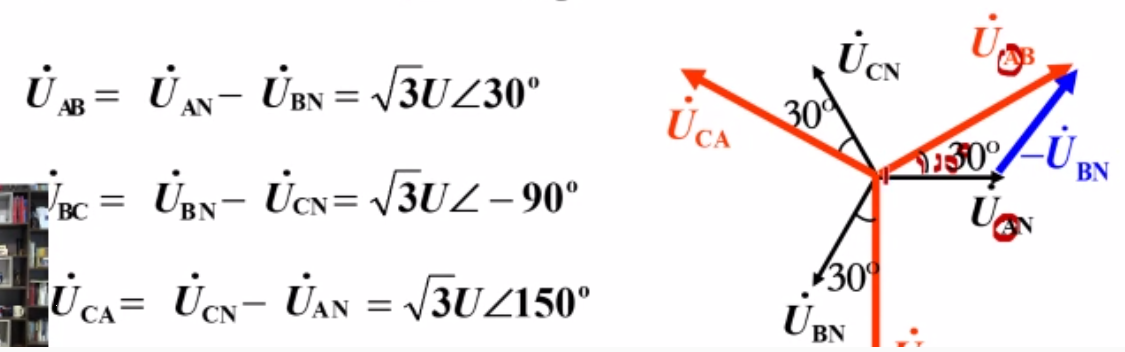 U̇AB = U̇AN − U̇BN = √3U∠30°
U̇BC = U̇BN − U̇CN = √3U∠−90°
U̇CA = U̇CN − U̇AN = √3U∠150°
U̇CN
U̇AB
U̇CA
30°
30°
−U̇BN
U̇AN
30°
U̇BN